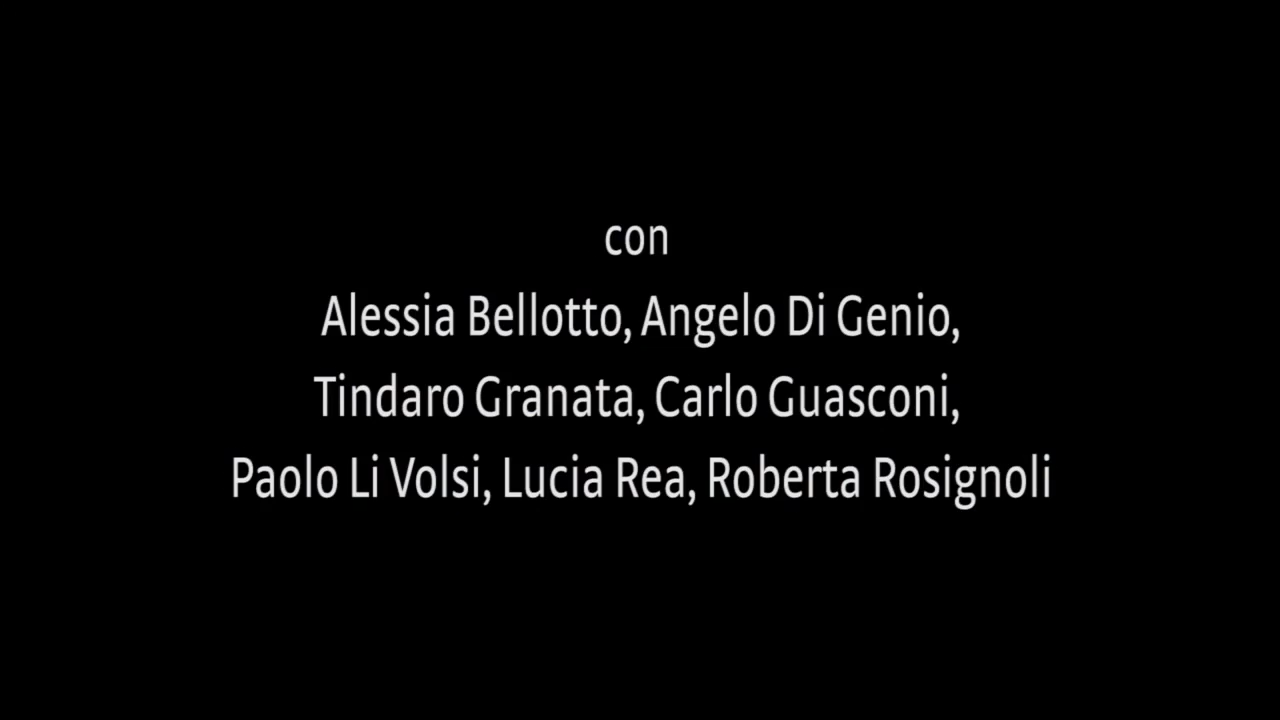 con
Alessia Bellotto, Angelo Di Genio,
Tindaro Granata, Carlo Guasconi,
Paolo Li Volsi, Lucia Rea, Roberta Rosignoli